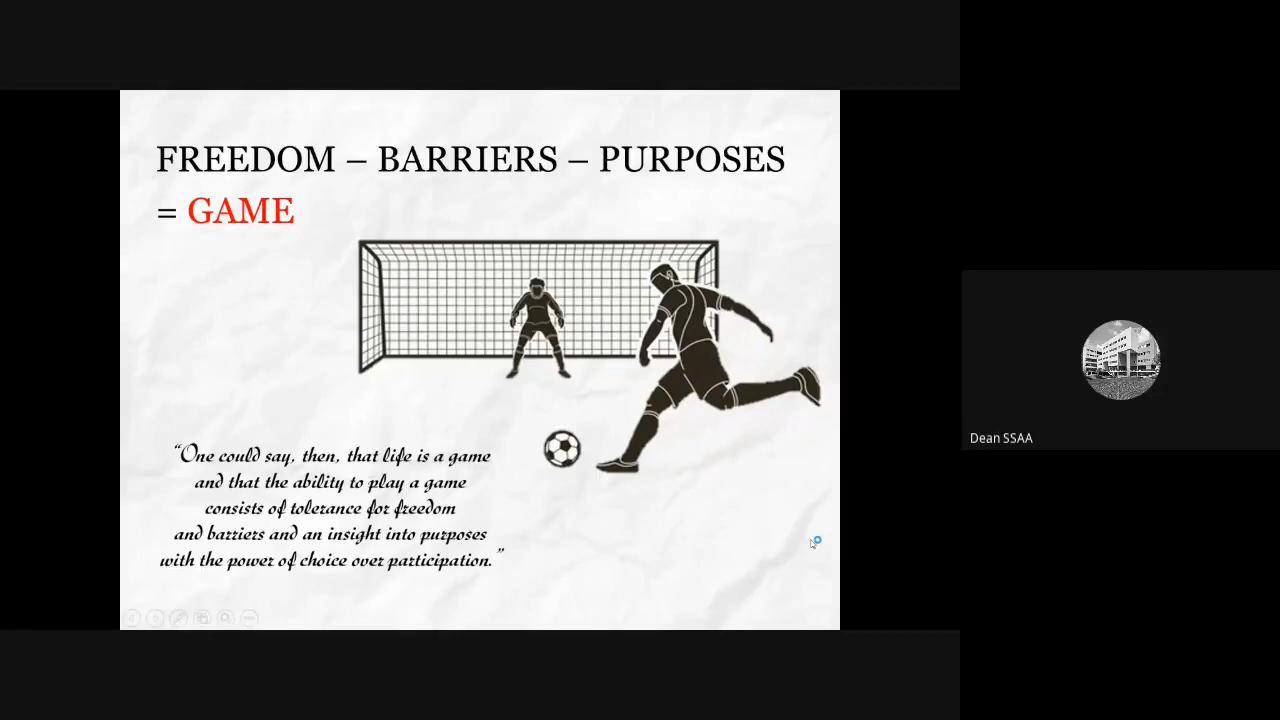 FREEDOM – BARRIERS – PURPOSES
= GAME
“One could say, then, that life is a game
and that the ability to play a game
consists of tolerance for freedom
and barriers and an insight into purposes
with the power of choice over participation.”
Dean SSAA